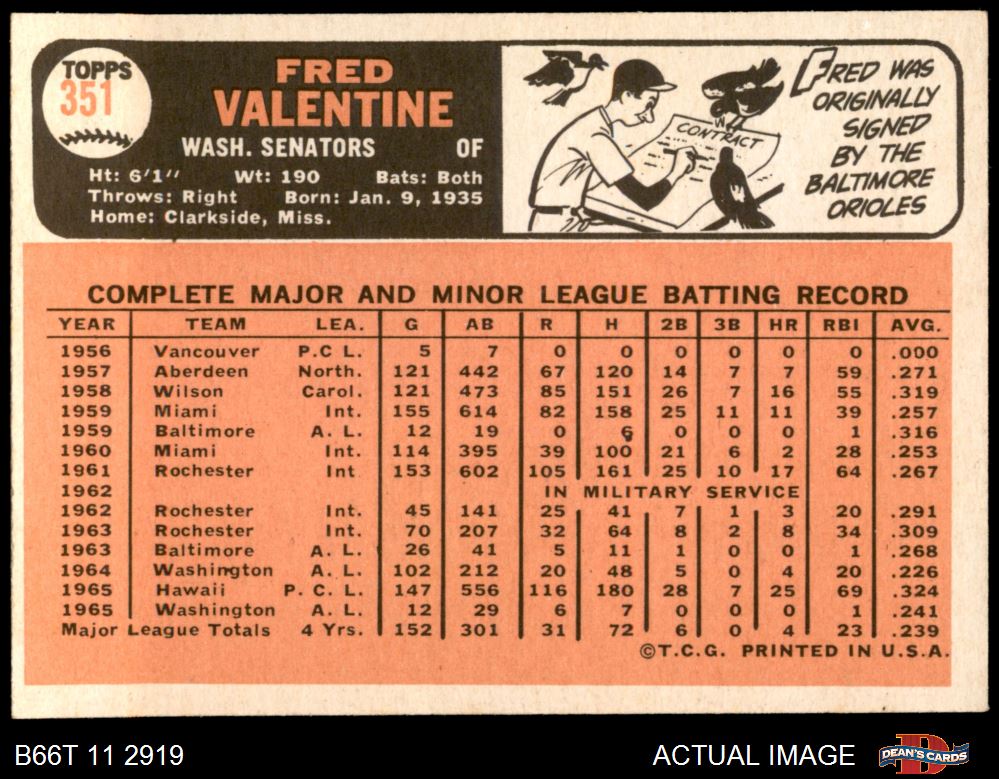 TOPPS
351
FRED
VALENTINE
WASH. SENATORS OF
Ht: 6'1" Wt: 190 Bats: Both
Throws: Right Born: Jan. 9, 1935
Home: Clarkside, Miss.
CONTRACT
FRED WAS
ORIGINALLY
SIGNED
BY THE
BALTIMORE
ORIOLES
COMPLETE MAJOR AND MINOR LEAGUE BATTING RECORD
YEAR TEAM LEA. G AB R H 2B 3B HR RBI AVG.
1956 Vancouver P.C L. 5 7 0 0 0 0 0 0 .000
1957 Aberdeen North. 121 442 67 120 14 7 7 59 .271
1958 Wilson Carol. 121 473 85 151 26 7 16 55 .319
1959 Miami Int. 155 614 82 158 25 11 11 39 .257
1959 Baltimore A. L. 12 19 0 6 0 0 0 1 .316
1960 Miami Int. 114 395 39 100 21 6 2 28 .253
1961 Rochester Int 153 602 105 161 25 10 17 64 .267
1962 IN MILITARY SERVICE
1962 Rochester Int. 45 141 25 41 7 1 3 20 .291
1963 Rochester Int. 70 207 32 64 8 2 8 34 .309
1963 Baltimore A. L. 26 41 5 11 1 0 0 1 .268
1964 Washington A. L. 102 212 20 48 5 0 4 20 .226
1965 Hawaii P. C. L. 147 556 116 180 28 7 25 69 .324
1965 Washington A. L. 12 29 6 7 0 0 0 1 .241
Major League Totals 4 Yrs. 152 301 31 72 6 0 4 23 .239
©T.C.G. PRINTED IN U.S.A.
B66T 11 2919 ACTUAL IMAGE DEAN'S CARDS